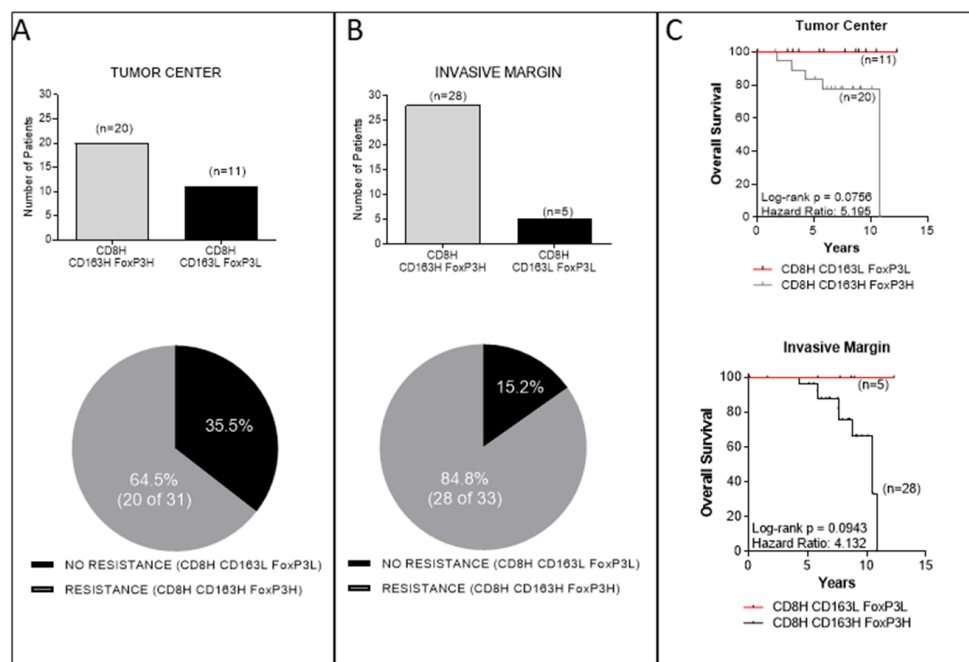 A
TUMOR CENTER
Number of Patients
30
25
20
15
10
5
0
(n=20)
(n=11)
CD8H
CD163H FoxP3H
CD8H
CD163L FoxP3L
35.5%
64.5%
(20 of 31)
NO RESISTANCE (CD8H CD163L FoxP3L)
RESISTANCE (CD8H CD163H FoxP3H)
B
INVASIVE MARGIN
Number of Patients
30
25
20
15
10
5
0
(n=28)
(n=5)
CD8H
CD163H FoxP3H
CD8H
CD163L FoxP3L
15.2%
84.8%
(28 of 33)
NO RESISTANCE (CD8H CD163L FoxP3L)
RESISTANCE (CD8H CD163H FoxP3H)
C
Tumor Center
Overall Survival
100
80
60
40
20
0
(n=11)
(n=20)
Log-rank p = 0.0756
Hazard Ratio: 5.195
0 5 10 15
Years
CD8H CD163L FoxP3L
CD8H CD163H FoxP3H
Invasive Margin
Overall Survival
100
80
60
40
20
0
(n=5)
(n=28)
Log-rank p = 0.0943
Hazard Ratio: 4.132
0 5 10 15
Years
CD8H CD163L FoxP3L
CD8H CD163H FoxP3H